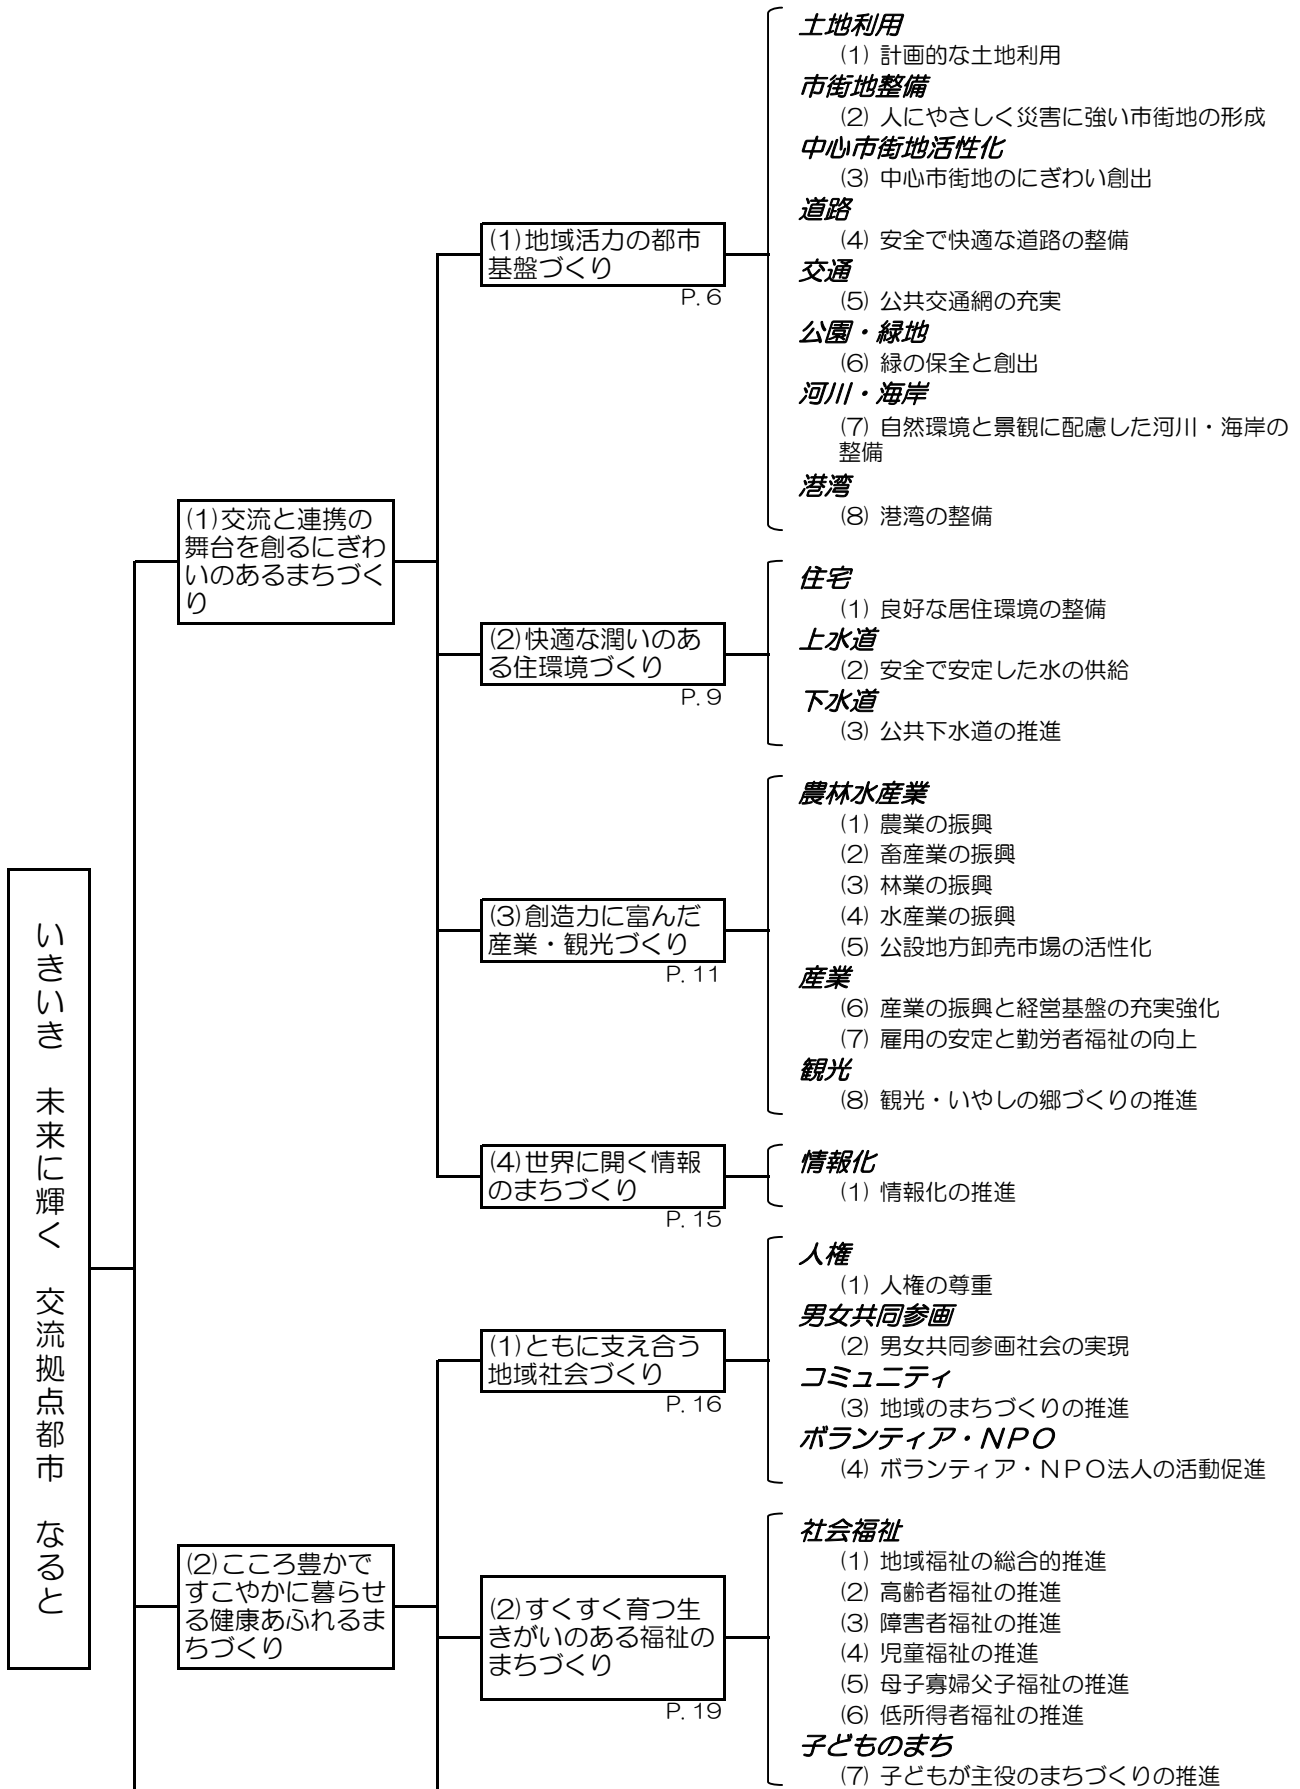 いきいき 未来に輝く 交流拠点都市 なると
(1)交流と連携の
舞台を創るにぎわ
いのあるまちづく
り
(1)地域活力の都市
基盤づくり
P.6
土地利用
(1) 計画的な土地利用
市街地整備
(2) 人にやさしく災害に強い市街地の形成
中心市街地活性化
(3) 中心市街地のにぎわい創出
道路
(4) 安全で快適な道路の整備
交通
(5) 公共交通網の充実
公園・緑地
(6) 緑の保全と創出
河川・海岸
(7) 自然環境と景観に配慮した河川・海岸の
整備
港湾
(8) 港湾の整備
(2)快適な潤いのあ
る住環境づくり
P.9
住宅
(1) 良好な居住環境の整備
上水道
(2) 安全で安定した水の供給
下水道
(3) 公共下水道の推進
(3)創造力に富んだ
産業・観光づくり
P.11
農林水産業
(1) 農業の振興
(2) 畜産業の振興
(3) 林業の振興
(4) 水産業の振興
(5) 公設地方卸売市場の活性化
産業
(6) 産業の振興と経営基盤の充実強化
(7) 雇用の安定と勤労者福祉の向上
観光
(8) 観光・いやしの郷づくりの推進
(4)世界に開く情報
のまちづくり
P.15
情報化
(1) 情報化の推進
(2)こころ豊かで
すこやかに暮らせ
る健康あふれるま
ちづくり
(1)ともに支え合う
地域社会づくり
P.16
人権
(1) 人権の尊重
男女共同参画
(2) 男女共同参画社会の実現
コミュニティ
(3) 地域のまちづくりの推進
ボランティア・NPO
(4) ボランティア・NPO法人の活動促進
(2)すくすく育つ生
きがいのある福祉の
まちづくり
P.19
社会福祉
(1) 地域福祉の総合的推進
(2) 高齢者福祉の推進
(3) 障害者福祉の推進
(4) 児童福祉の推進
(5) 母子寡婦父子福祉の推進
(6) 低所得者福祉の推進
子どものまち
(7) 子どもが主役のまちづくりの推進